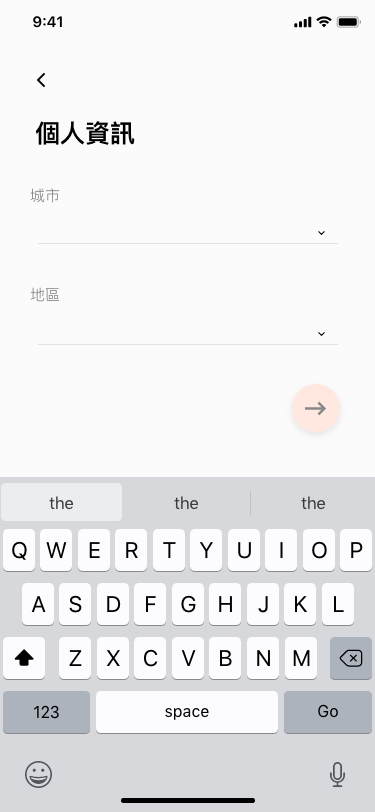 9:41
個人資訊
城市
地區
the the the
Q W E R T Y U I O P
A S D F G H J K L
Z X C V B N M
123 space Go